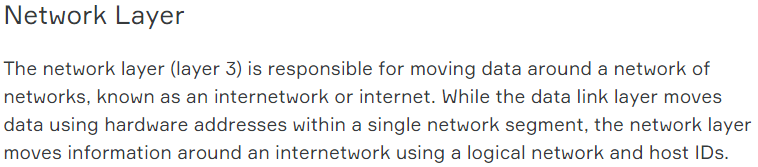 Network Layer
The network layer (layer 3) is responsible for moving data around a network of
networks, known as an internetwork or internet. While the data link layer moves
data using hardware addresses within a single network segment, the network layer
moves information around an internetwork using a logical network and host IDs.